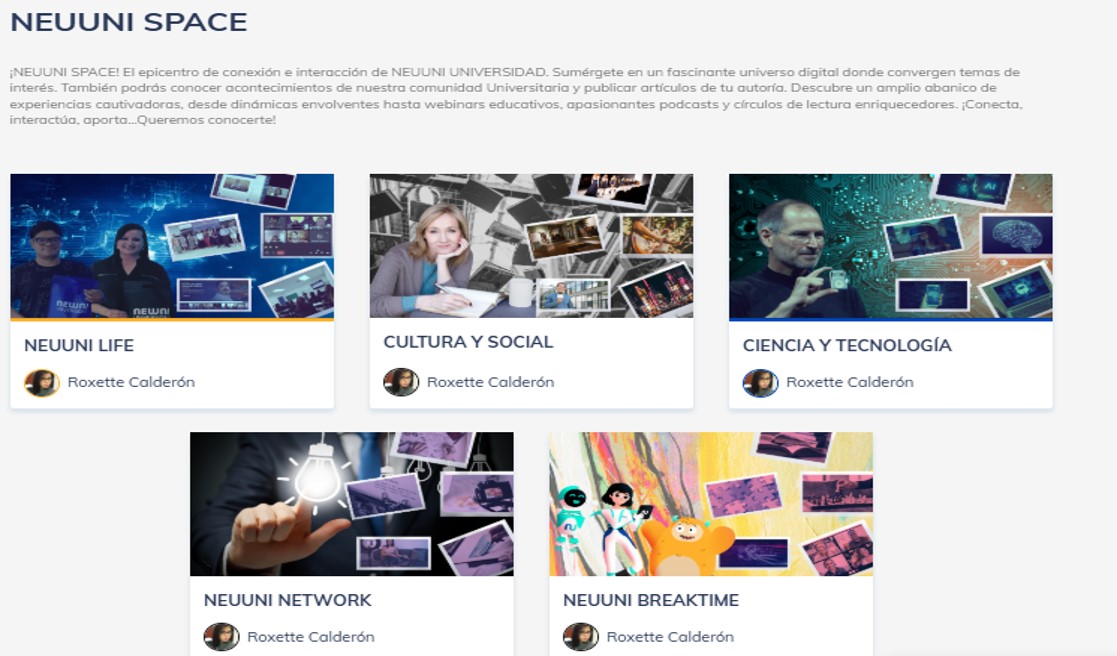 NEUUNI SPACE
¡NEUUNI SPACE! El epicentro de conexión e interacción de NEUUNI UNIVERSIDAD. Sumérgete en un fascinante universo digital donde convergen temas de
interés. También podrás conocer acontecimientos de nuestra comunidad Universitaria y publicar artículos de tu autoría. Descubre un amplio abanico de
experiencias cautivadoras, desde dinámicas envolventes hasta webinars educativos, apasionantes podcasts y círculos de lectura enriquecedores. ¡Conecta,
interactúa, aporta...Queremos conocerte!
neuuni
neuuni
AI
NEUUNI LIFE
CULTURA Y SOCIAL
CIENCIA Y TECNOLOGÍA
Roxette Calderón
Roxette Calderón
Roxette Calderón
NEUUNI NETWORK
NEUUNI BREAKTIME
Roxette Calderón
Roxette Calderón